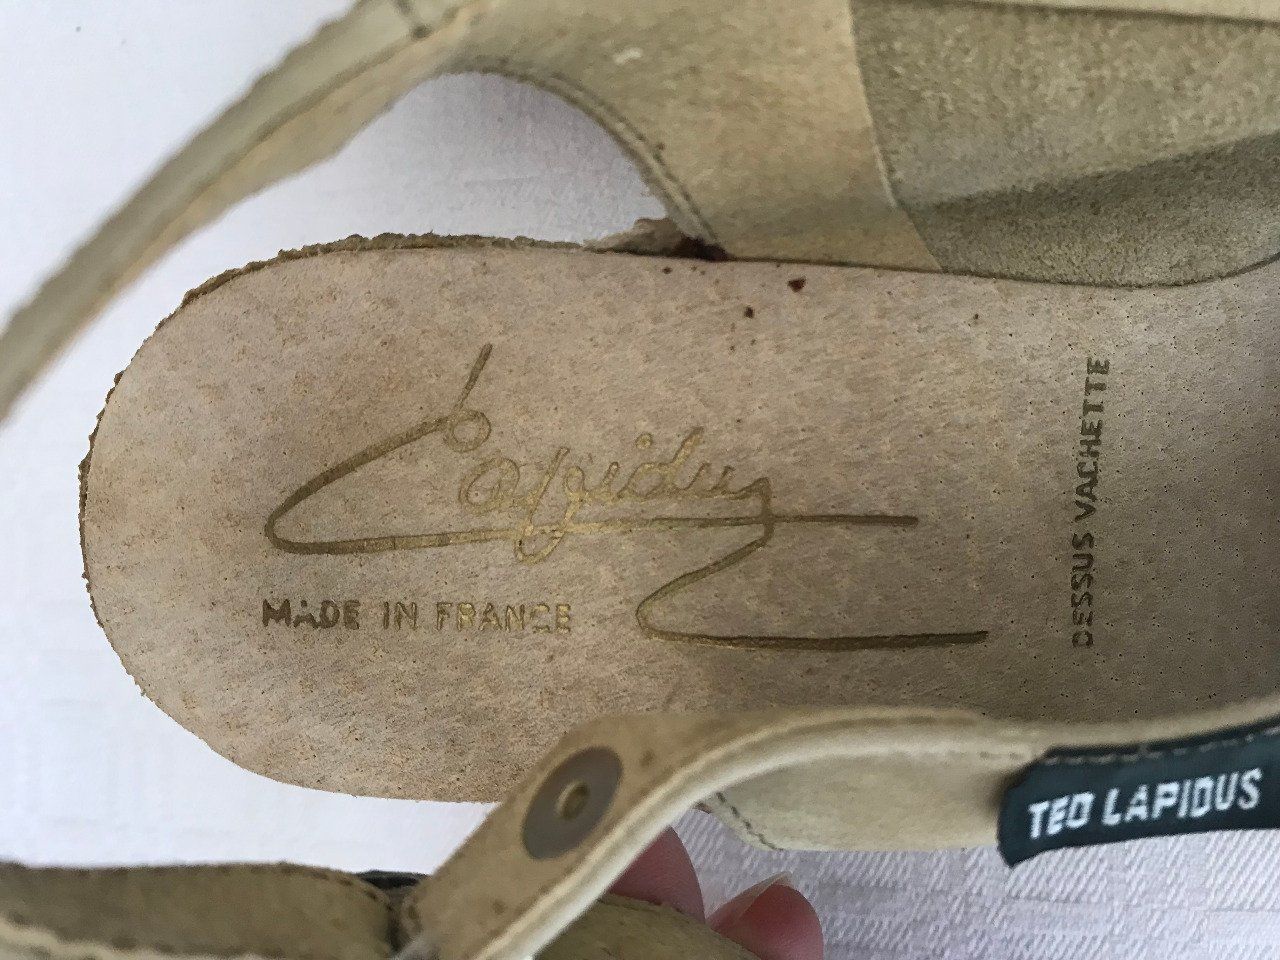 Lapidus
MADE IN FRANCE
DESSUS VACHETTE
TED LAPIDUS